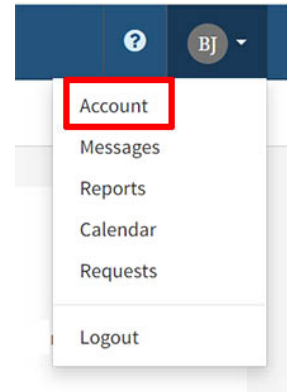 ?
BJ
Account
Messages
Reports
Calendar
Requests
Logout